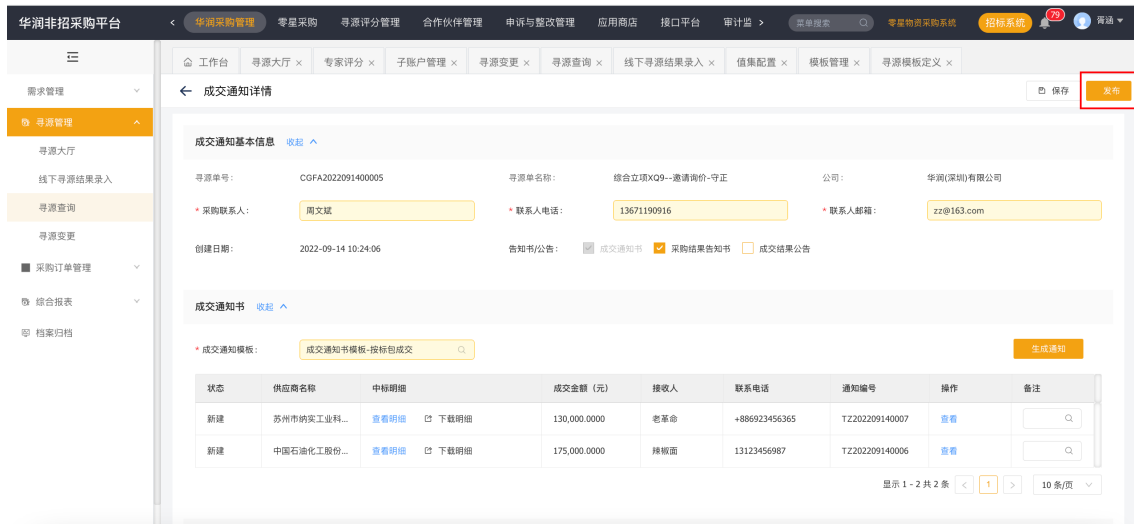 华润非招采购平台 < 华润采购管理 零星采购 寻源评分管理 合作伙伴管理 申诉与整改管理 应用商店 接口平台 审计监 > 菜单搜索 零星物资采购系统 招标系统 79 胥涵
工作台 寻源大厅 × 专家评分 × 子账户管理 × 寻源变更 × 寻源查询 × 线下寻源结果录入 × 值集配置 × 模板管理 × 寻源模板定义 ×
需求管理
寻源管理
寻源大厅
线下寻源结果录入
寻源查询
寻源变更
采购订单管理
综合报表
档案归档
← 成交通知详情 保存 发布
成交通知基本信息 收起
寻源单号: CGFA2022091400005 寻源单名称: 综合立项XQ9--邀请询价-守正 公司: 华润(深圳)有限公司
* 采购联系人: 周文斌 * 联系人电话: 13671190916 * 联系人邮箱: zz@163.com
创建日期: 2022-09-14 10:24:06 告知书/公告: 成交通知书 采购结果告知书 成交结果公告
成交通知书 收起
* 成交通知模板: 成交通知书模板-按标包成交 生成通知
状态 供应商名称 中标明细 成交金额（元） 接收人 联系电话 通知编号 操作 备注
新建 苏州市纳实工业科... 查看明细 下载明细 130,000.0000 老革命 +886923456365 TZ202209140007 查看
新建 中国石油化工股份... 查看明细 下载明细 175,000.0000 辣椒面 13123456987 TZ202209140006 查看
显示 1 - 2 共 2 条 < 1 > 10 条/页